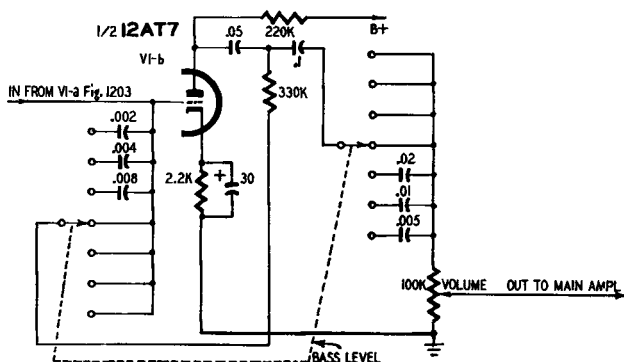 1/2 12AT7
V1-b
.05
220K
.1
B+
IN FROM V1-a Fig. 1203
330K
.002
.004
.008
2.2K
+
30
.02
.01
.005
100K
VOLUME
OUT TO MAIN AMPL
BASS LEVEL